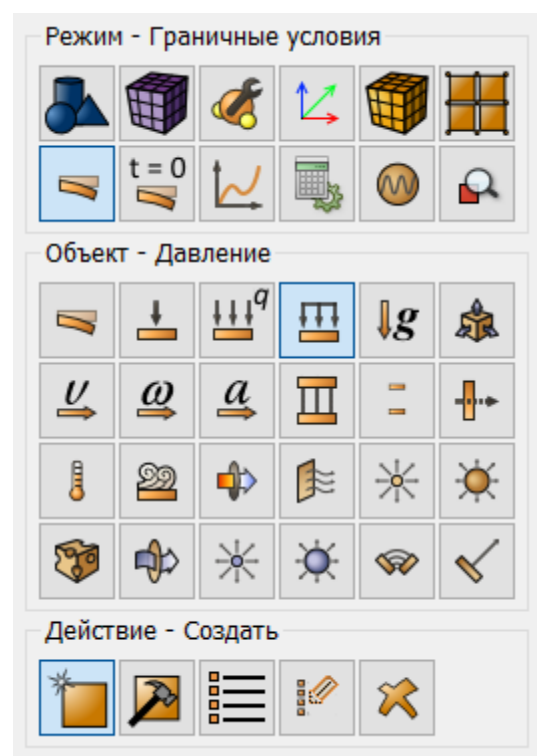 Режим - Граничные условия
t = 0
Объект - Давление
q
g
υ ω a
Действие - Создать